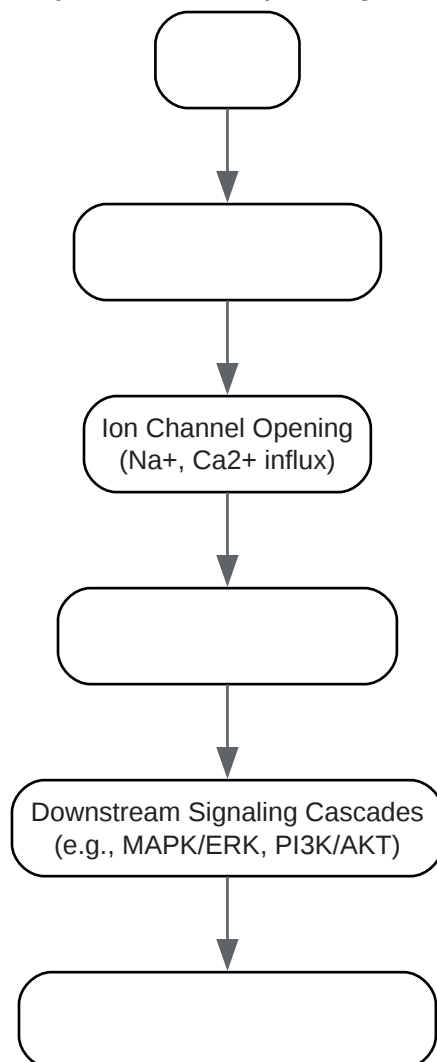 Ion Channel Opening
(Na+, Ca2+ influx)
Downstream Signaling Cascades
(e.g., MAPK/ERK, PI3K/AKT)